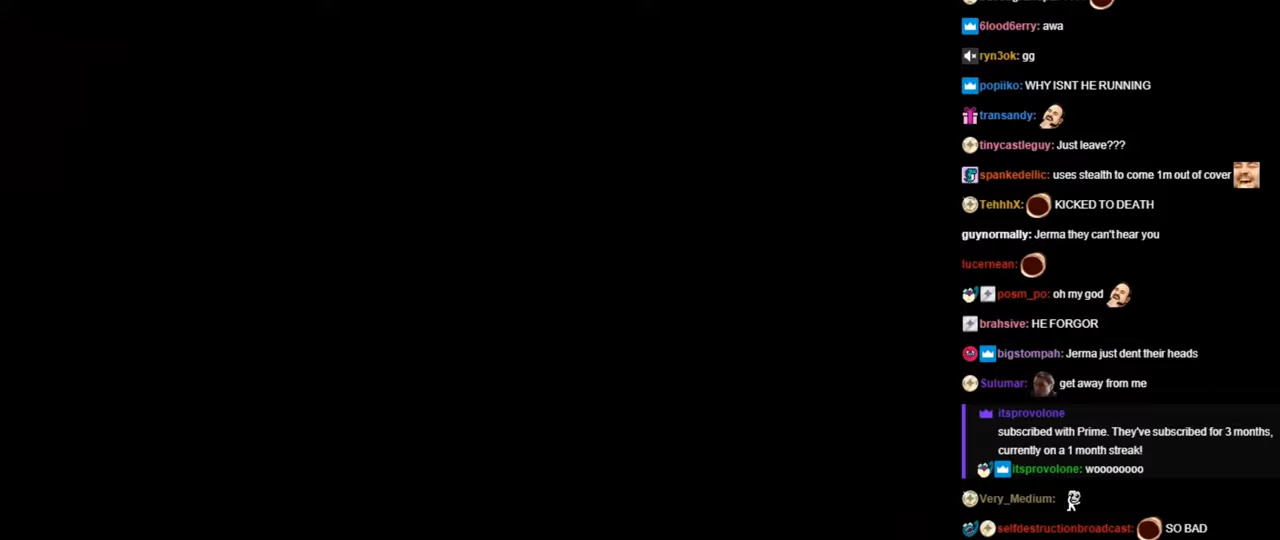 6lood6erry: awa
ryn3ok: gg
popiiko: WHY ISNT HE RUNNING
transandy:
tinycastleguy: Just leave???
spankedellic: uses stealth to come 1m out of cover
TehhhX: KICKED TO DEATH
guynormally: Jerma they can't hear you
lucernean:
posm_po: oh my god
brahsive: HE FORGOR
bigstompah: Jerma just dent their heads
Sulumar: get away from me
itsprovolone
subscribed with Prime. They've subscribed for 3 months,
currently on a 1 month streak!
itsprovolone: woooooooo
Very_Medium:
selfdestructionbroadcast: SO BAD